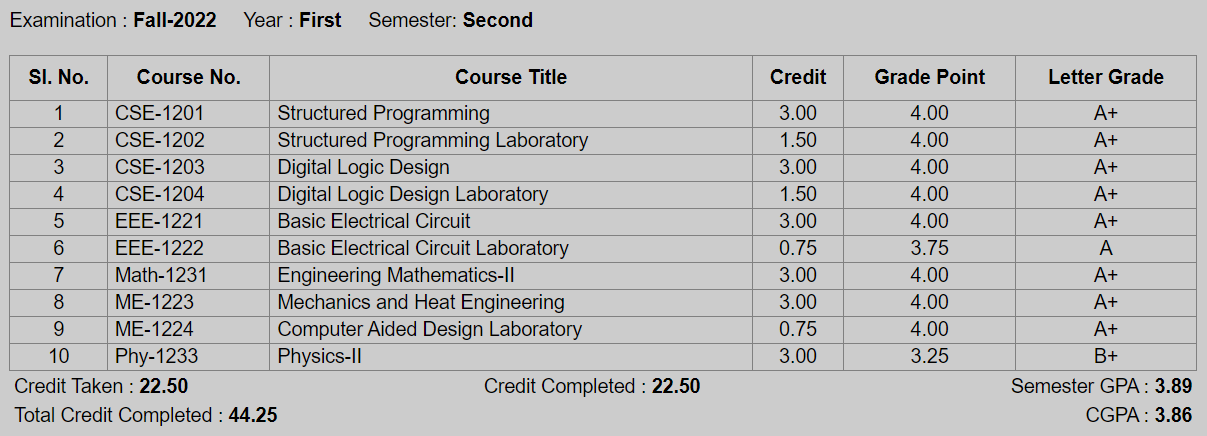 Examination : Fall-2022 Year : First Semester: Second
Sl. No. Course No. Course Title Credit Grade Point Letter Grade
1 CSE-1201 Structured Programming 3.00 4.00 A+
2 CSE-1202 Structured Programming Laboratory 1.50 4.00 A+
3 CSE-1203 Digital Logic Design 3.00 4.00 A+
4 CSE-1204 Digital Logic Design Laboratory 1.50 4.00 A+
5 EEE-1221 Basic Electrical Circuit 3.00 4.00 A+
6 EEE-1222 Basic Electrical Circuit Laboratory 0.75 3.75 A
7 Math-1231 Engineering Mathematics-II 3.00 4.00 A+
8 ME-1223 Mechanics and Heat Engineering 3.00 4.00 A+
9 ME-1224 Computer Aided Design Laboratory 0.75 4.00 A+
10 Phy-1233 Physics-II 3.00 3.25 B+
Credit Taken : 22.50 Credit Completed : 22.50 Semester GPA : 3.89
Total Credit Completed : 44.25 CGPA : 3.86